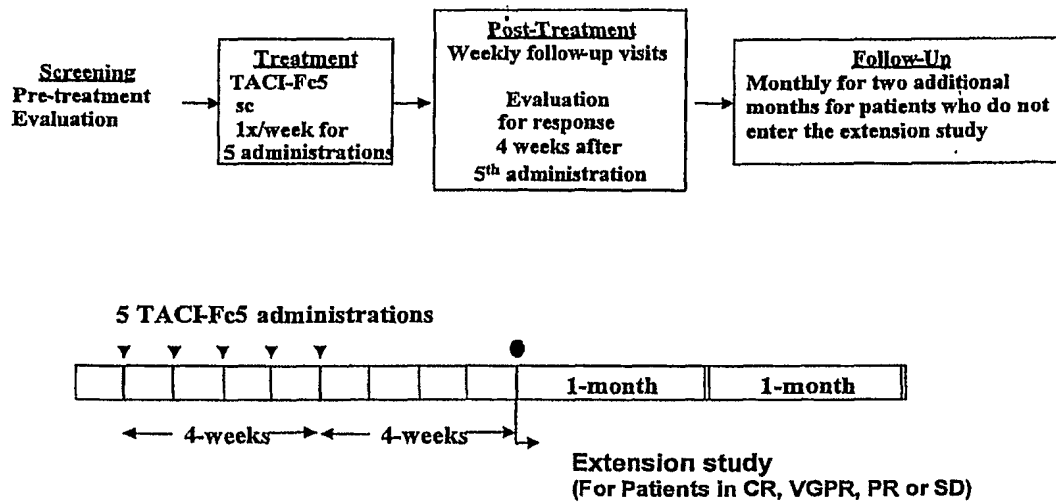 Screening
Pre-treatment
Evaluation
Treatment
TACI-Fc5
sc
1x/week for
5 administrations
Post-Treatment
Weekly follow-up visits
Evaluation
for response
4 weeks after
5th administration
Follow-Up
Monthly for two additional
months for patients who do not
enter the extension study
5 TACI-Fc5 administrations
1-month 1-month
4-weeks 4-weeks
Extension study
(For Patients in CR, VGPR, PR or SD)